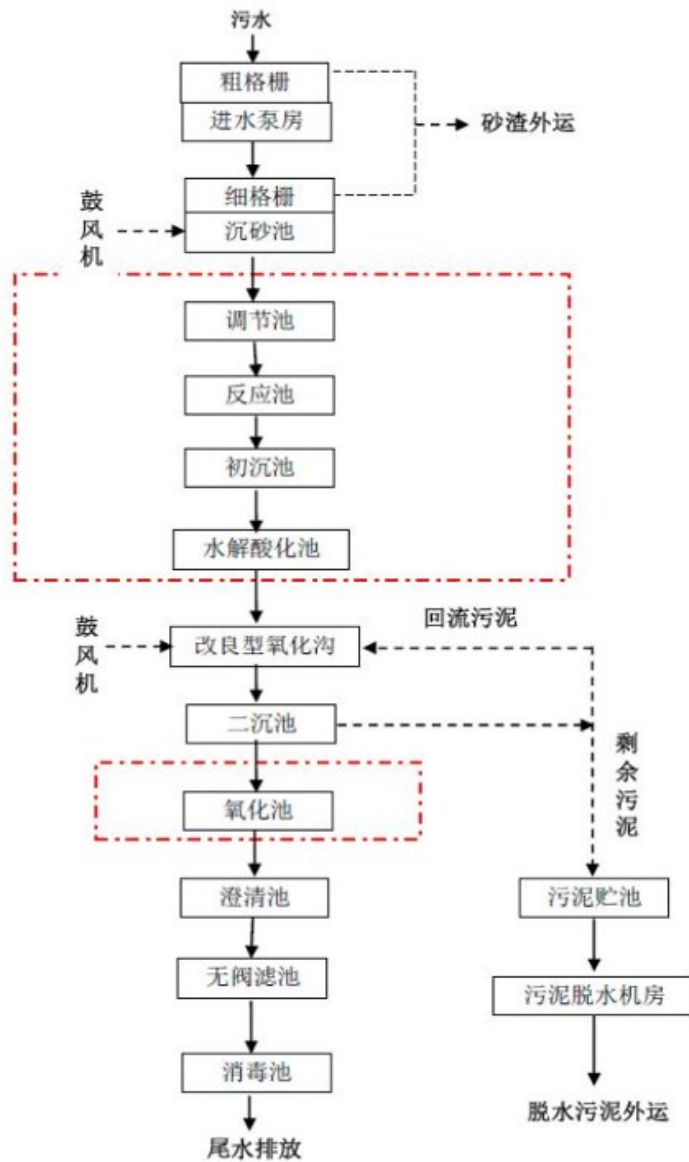 污水
粗格栅
进水泵房
砂渣外运
细格栅
沉砂池
鼓风机
调节池
反应池
初沉池
水解酸化池
鼓风机
改良型氧化沟
回流污泥
二沉池
剩余污泥
氧化池
澄清池
污泥贮池
无阀滤池
污泥脱水机房
消毒池
脱水污泥外运
尾水排放